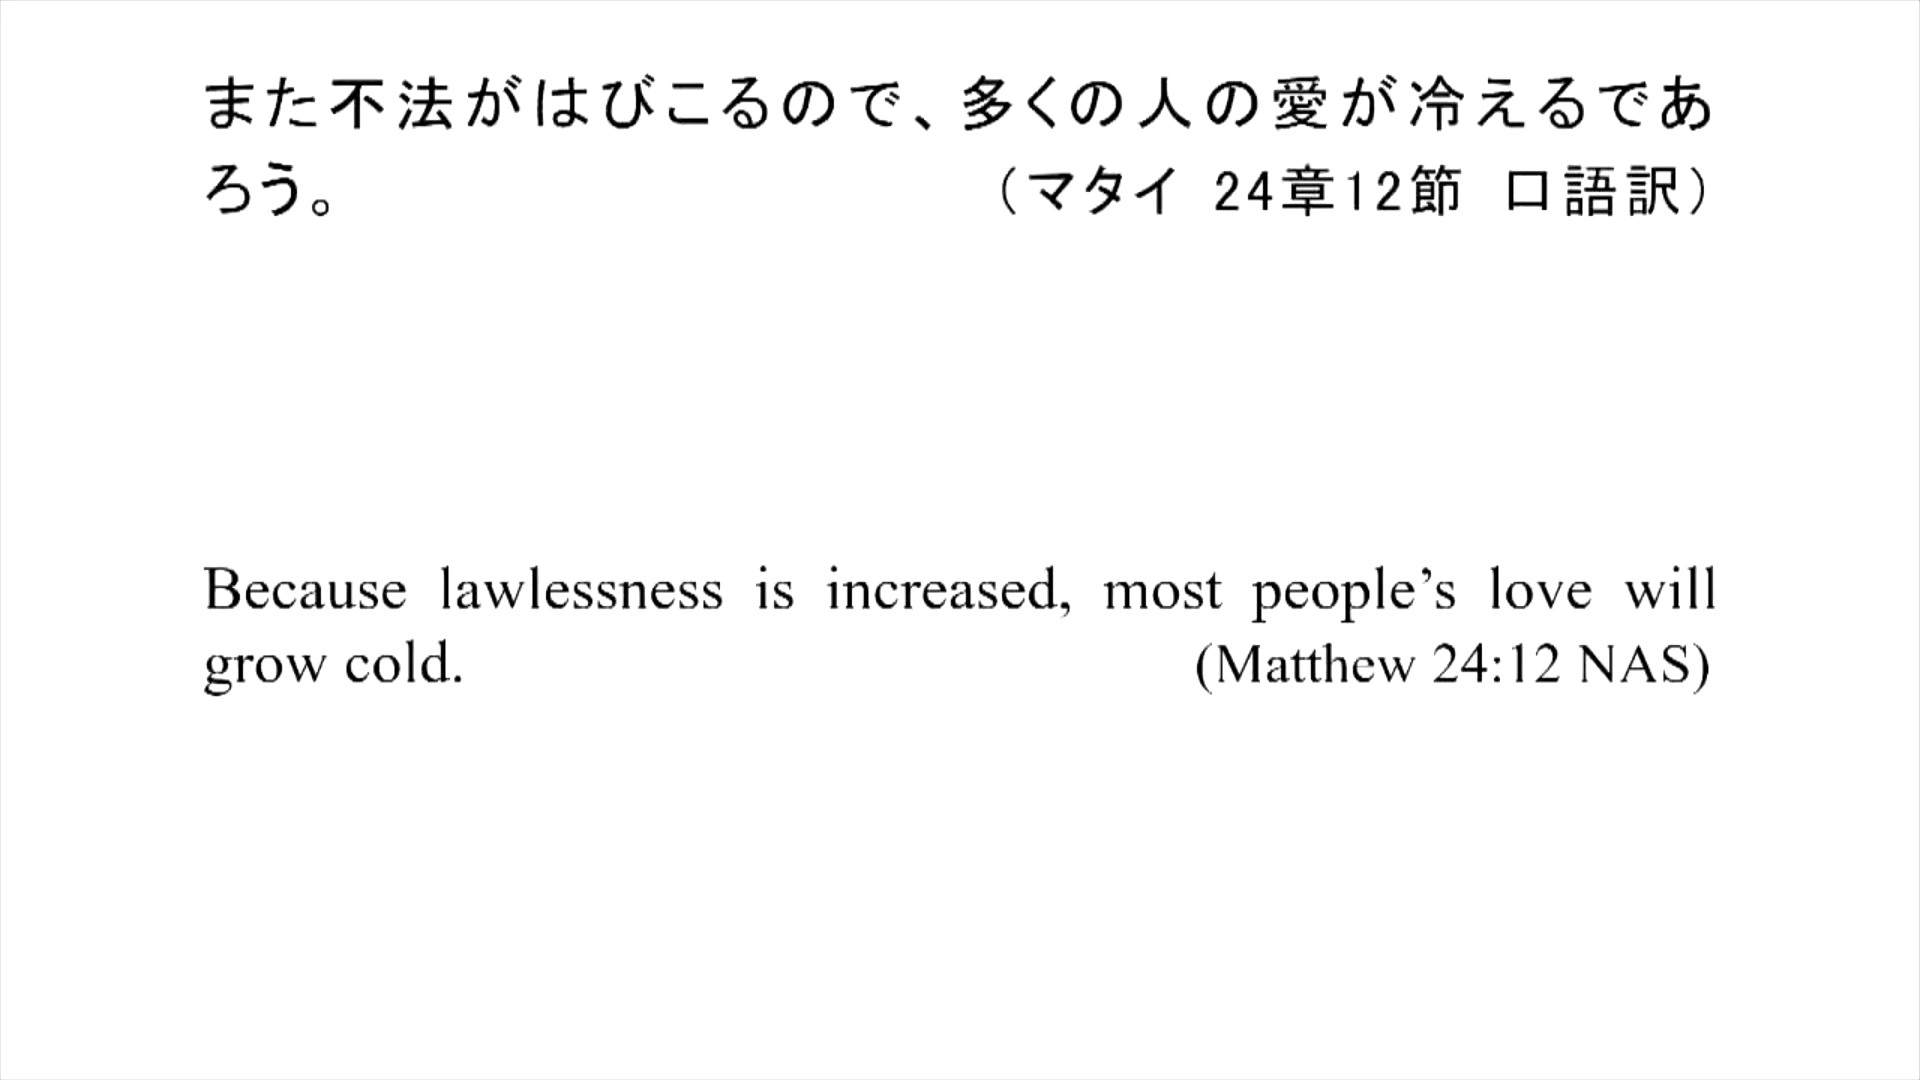 また不法がはびこるので、多くの人の愛が冷えるであ
ろう。 （マタイ 24章12節 口語訳）
Because lawlessness is increased, most people’s love will
grow cold. (Matthew 24:12 NAS)